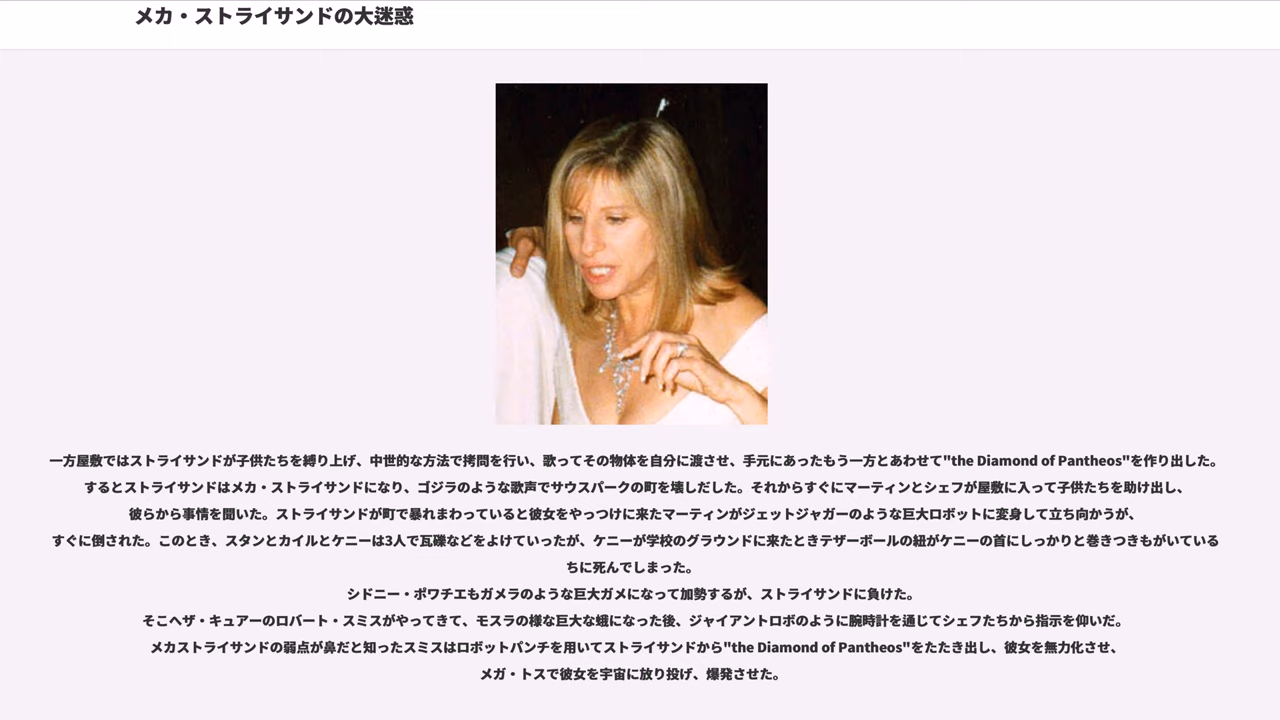 メカ・ストライサンドの大迷惑
一方屋敷ではストライサンドが子供たちを縛り上げ、中世的な方法で拷問を行い、歌ってその物体を自分に渡させ、手元にあったもう一方とあわせて"the Diamond of Pantheos"を作り出した。
するとストライサンドはメカ・ストライサンドになり、ゴジラのような歌声でサウスパークの町を壊しだした。それからすぐにマーティンとシェフが屋敷に入って子供たちを助け出し、
彼らから事情を聞いた。ストライサンドが町で暴れまわっていると彼女をやっつけに来たマーティンがジェットジャガーのような巨大ロボットに変身して立ち向かうが、
すぐに倒された。このとき、スタンとカイルとケニーは3人で瓦礫などをよけていったが、ケニーが学校のグラウンドに来たときテザーボールの紐がケニーの首にしっかりと巻きつきもがいている
ちに死んでしまった。
シドニー・ポワチエもガメラのような巨大ガメになって加勢するが、ストライサンドに負けた。
そこへザ・キュアーのロバート・スミスがやってきて、モスラの様な巨大な蛾になった後、ジャイアントロボのように腕時計を通じてシェフたちから指示を仰いだ。
メカストライサンドの弱点が鼻だと知ったスミスはロボットパンチを用いてストライサンドから"the Diamond of Pantheos"をたたき出し、彼女を無力化させ、
メガ・トスで彼女を宇宙に放り投げ、爆発させた。